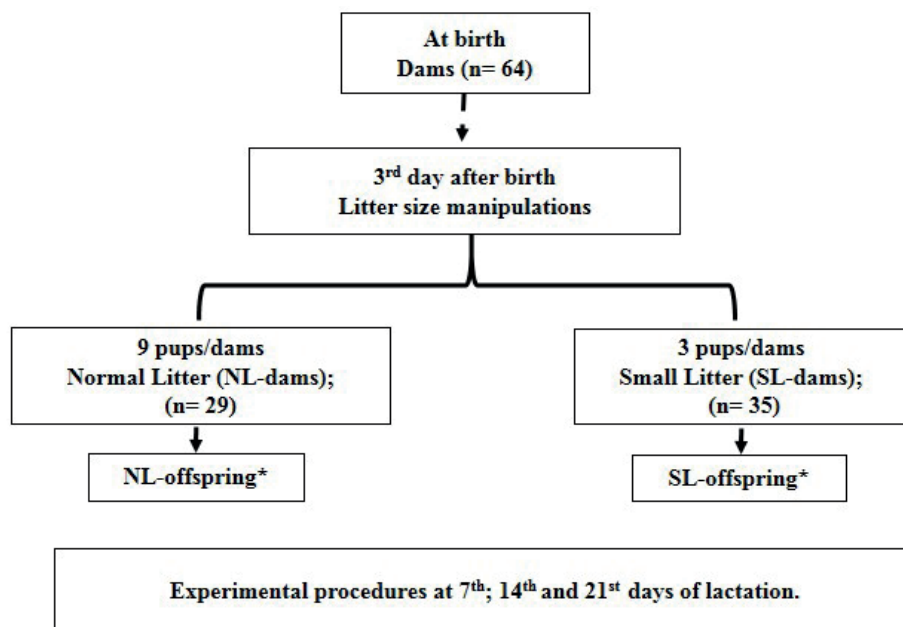 At birth
Dams (n= 64)
3rd day after birth
Litter size manipulations
9 pups/dams
Normal Litter (NL-dams);
(n= 29)
3 pups/dams
Small Litter (SL-dams);
(n= 35)
NL-offspring*
SL-offspring*
Experimental procedures at 7th; 14th and 21st days of lactation.